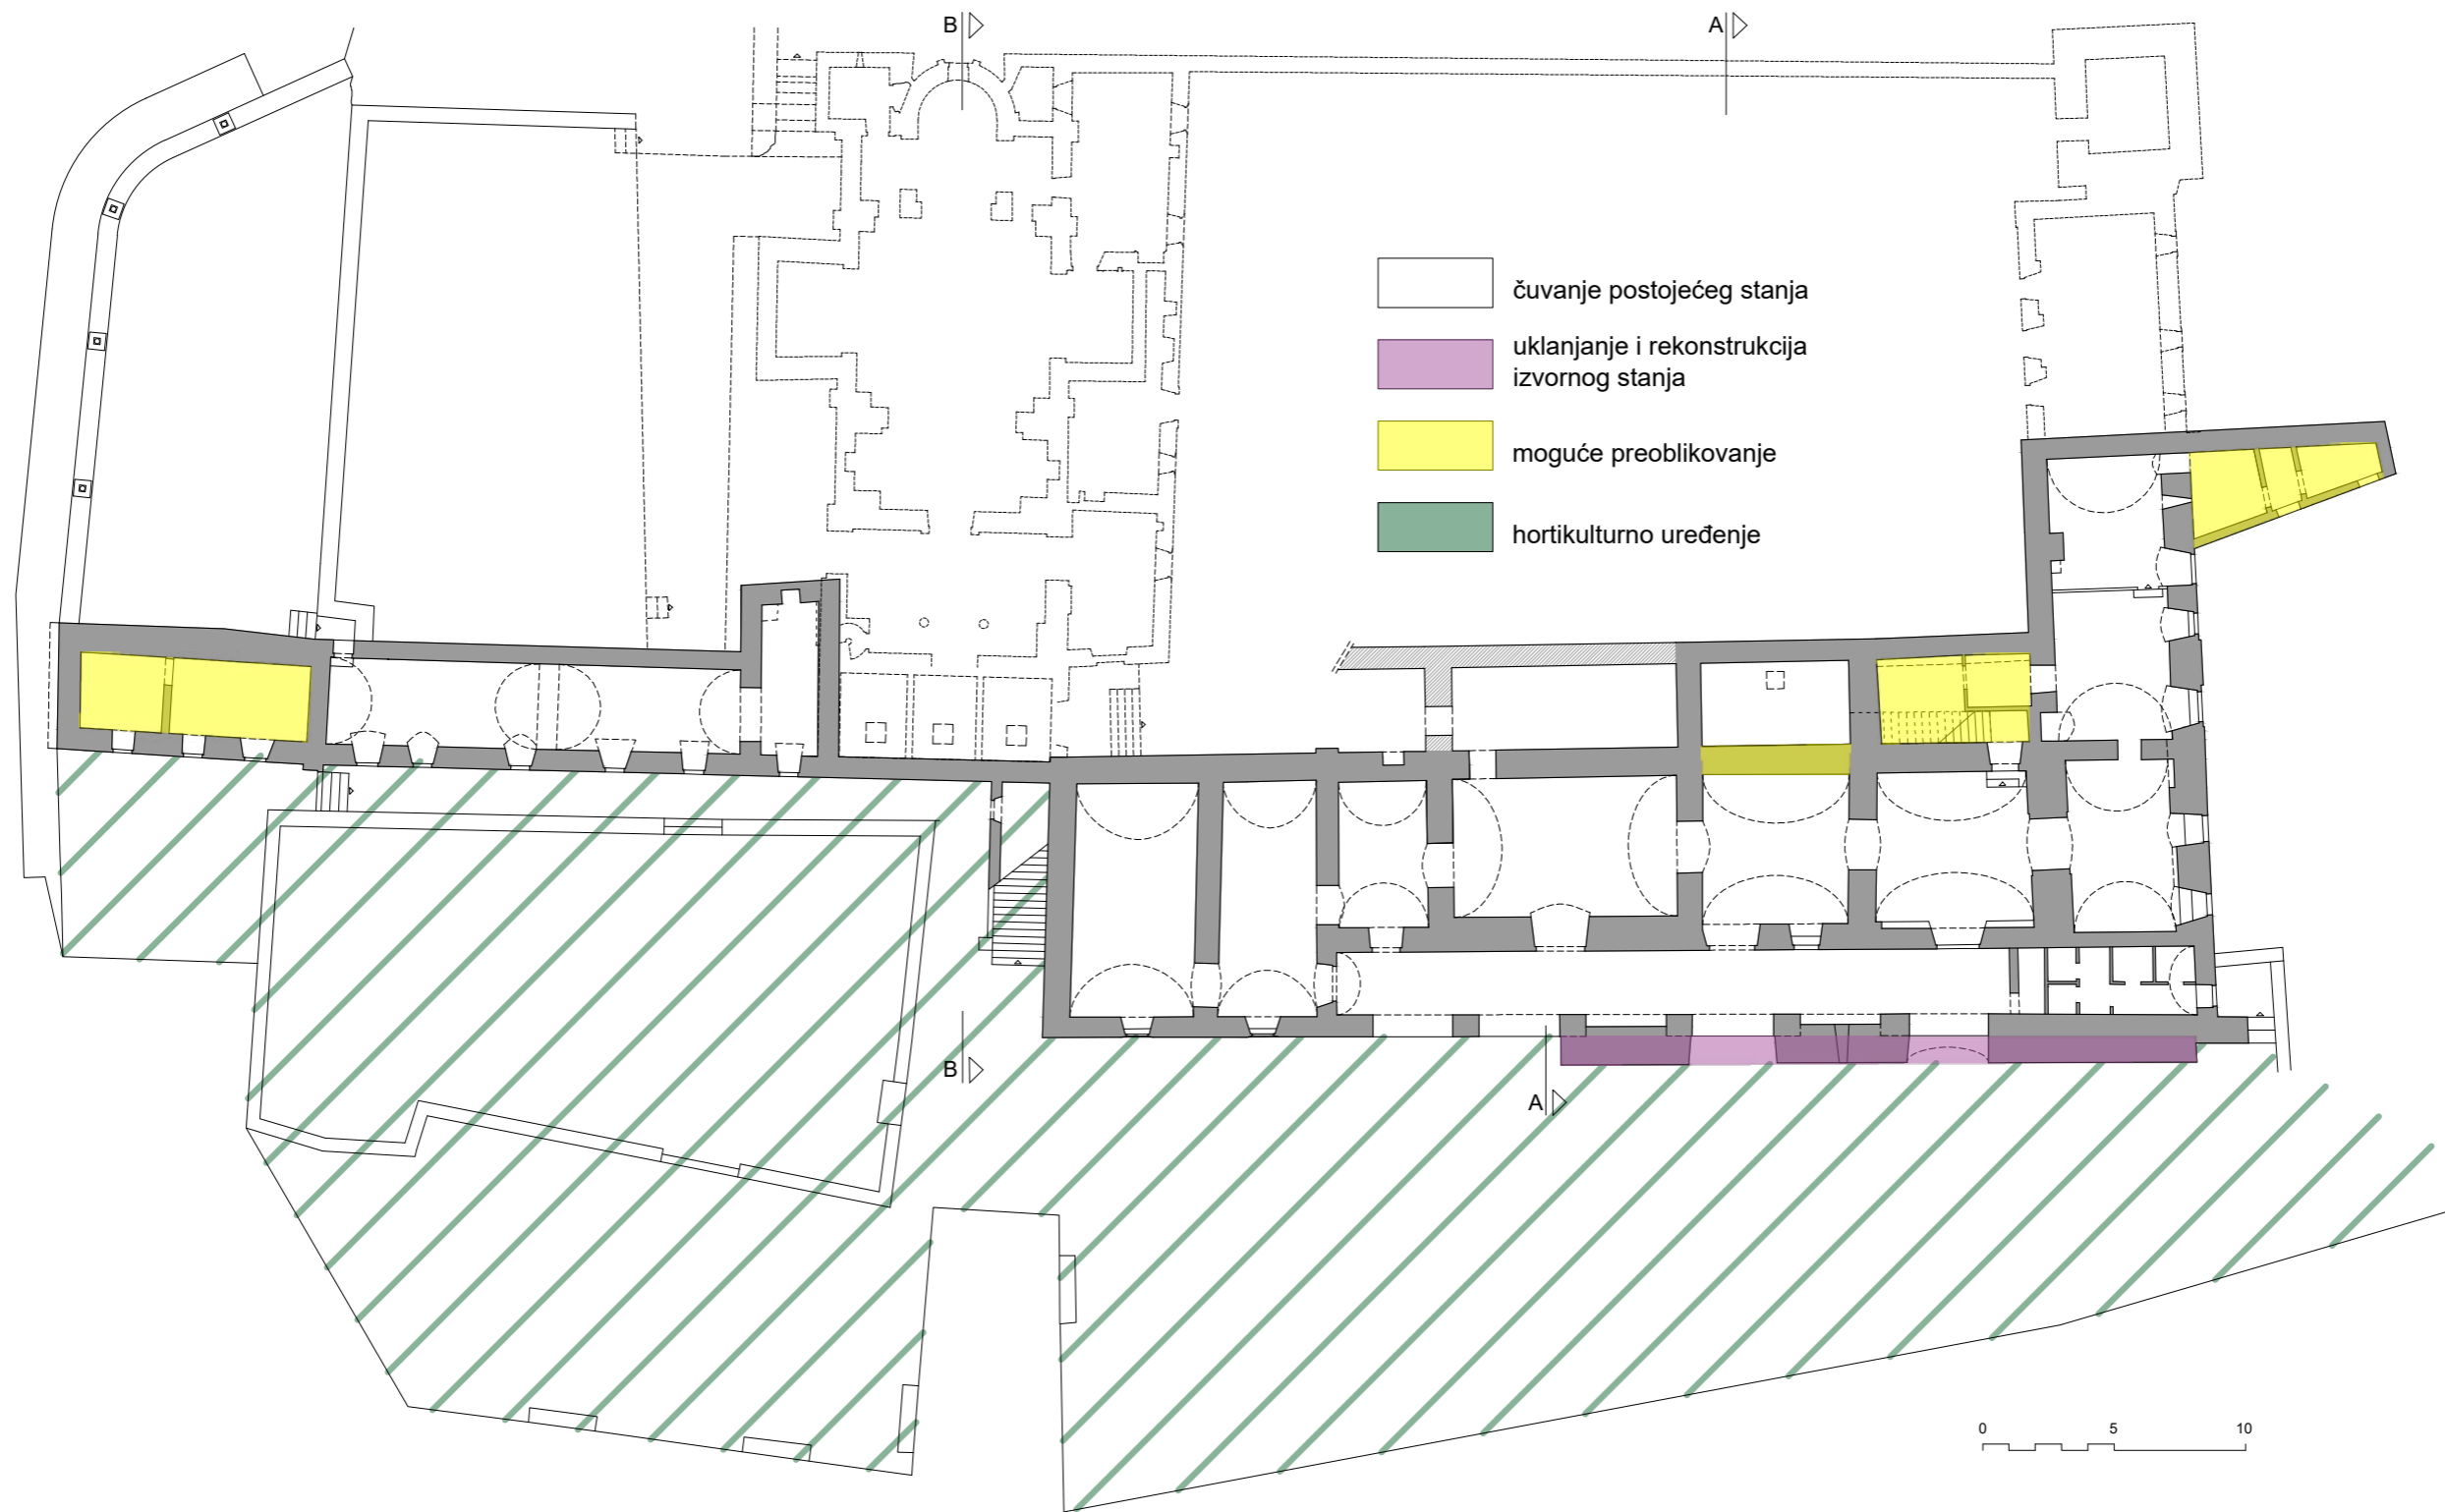 B
A
čuvanje postojećeg stanja
uklanjanje i rekonstrukcija
izvornog stanja
moguće preoblikovanje
hortikulturno uređenje
B
A
0 5 10